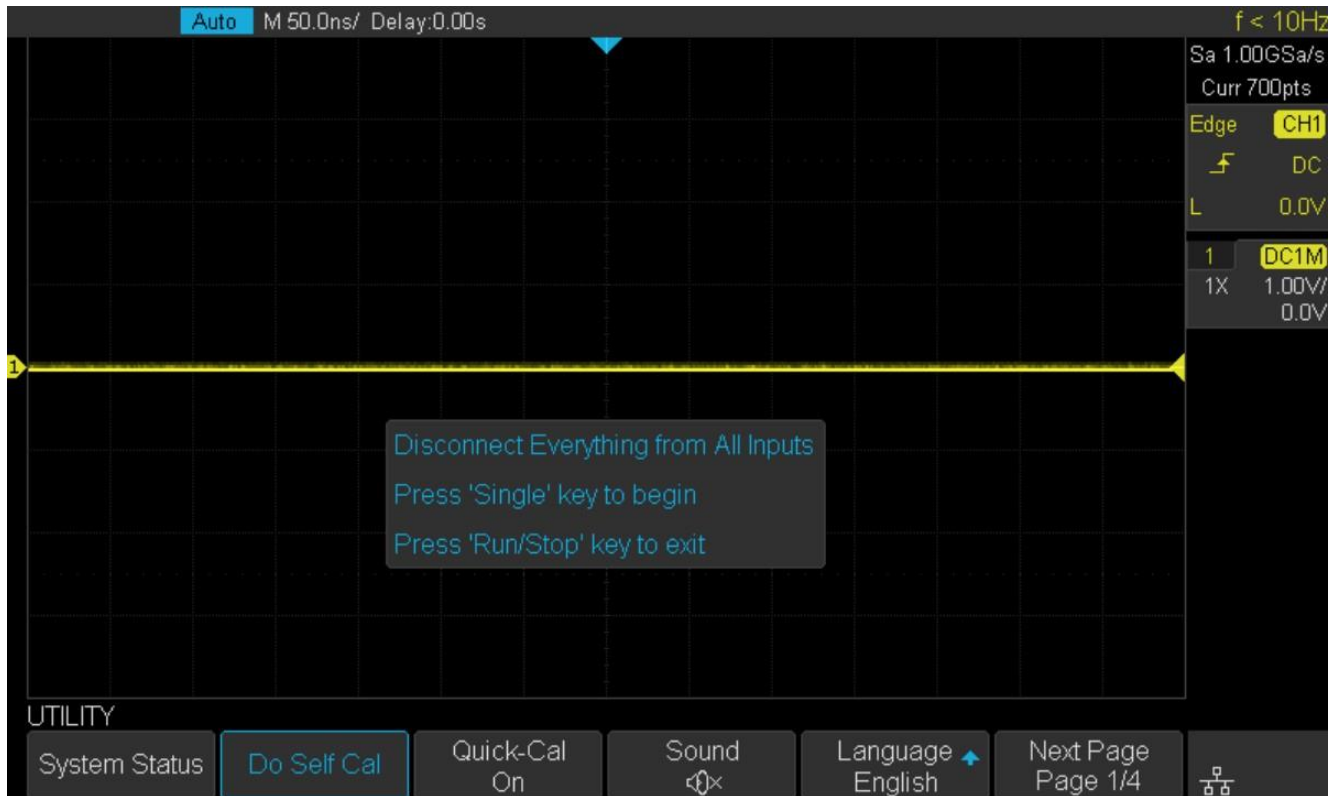 Auto M 50.0ns/ Delay:0.00s
f < 10Hz
Sa 1.00GSa/s
Curr 700pts
Edge CH1
DC
L 0.0V
1 DC1M
1X 1.00V/
0.0V
1
Disconnect Everything from All Inputs
Press 'Single' key to begin
Press 'Run/Stop' key to exit
UTILITY
System Status
Do Self Cal
Quick-Cal
On
Sound
Language
English
Next Page
Page 1/4